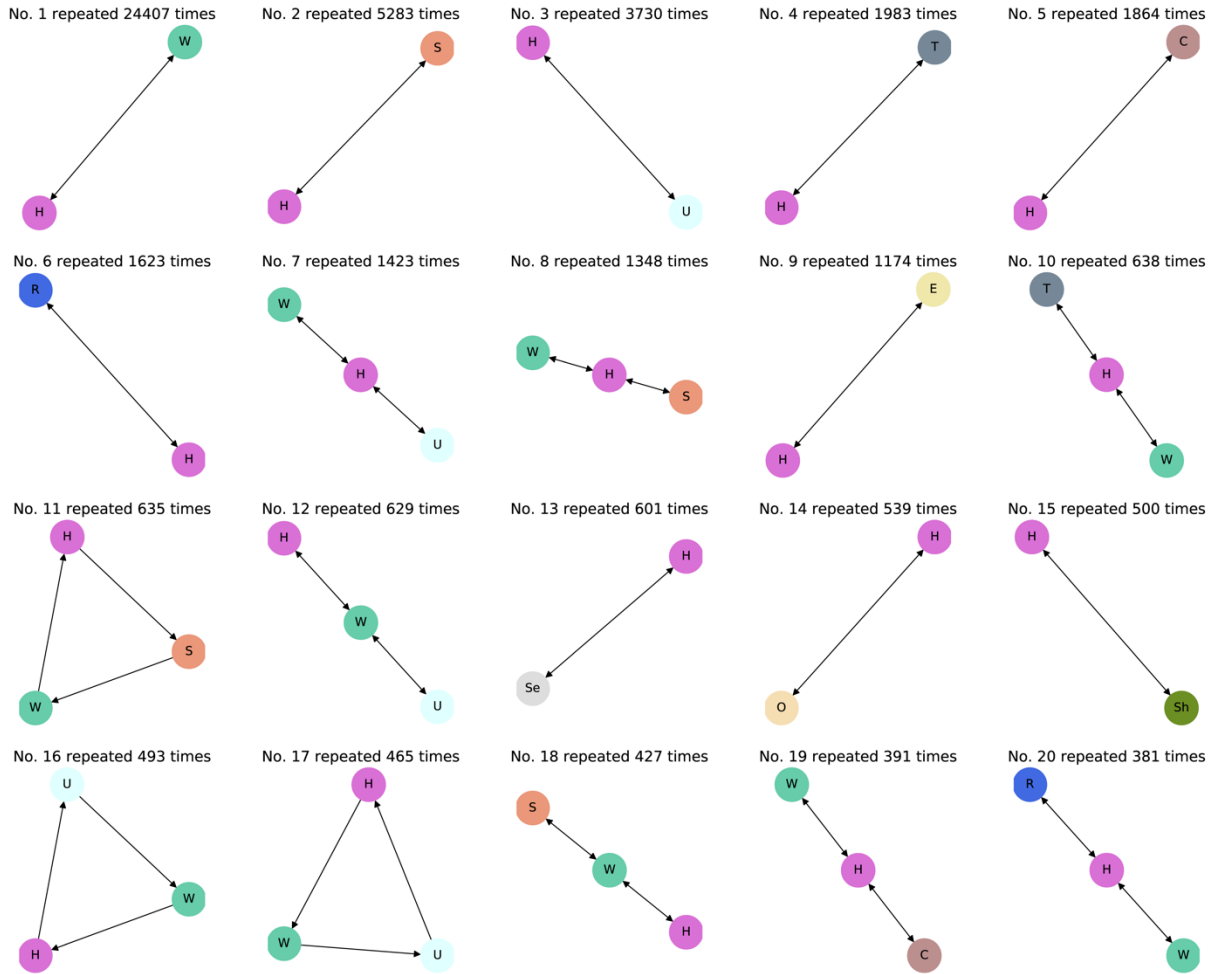 No. 1 repeated 24407 times
W
H
No. 2 repeated 5283 times
S
H
No. 3 repeated 3730 times
H
U
No. 4 repeated 1983 times
T
H
No. 5 repeated 1864 times
C
H
No. 6 repeated 1623 times
R
H
No. 7 repeated 1423 times
W
H
U
No. 8 repeated 1348 times
W
H
S
No. 9 repeated 1174 times
E
H
No. 10 repeated 638 times
T
H
W
No. 11 repeated 635 times
H
S
W
No. 12 repeated 629 times
H
W
U
No. 13 repeated 601 times
H
Se
No. 14 repeated 539 times
H
O
No. 15 repeated 500 times
H
Sh
No. 16 repeated 493 times
U
W
H
No. 17 repeated 465 times
H
W
U
No. 18 repeated 427 times
S
W
H
No. 19 repeated 391 times
W
H
C
No. 20 repeated 381 times
R
H
W